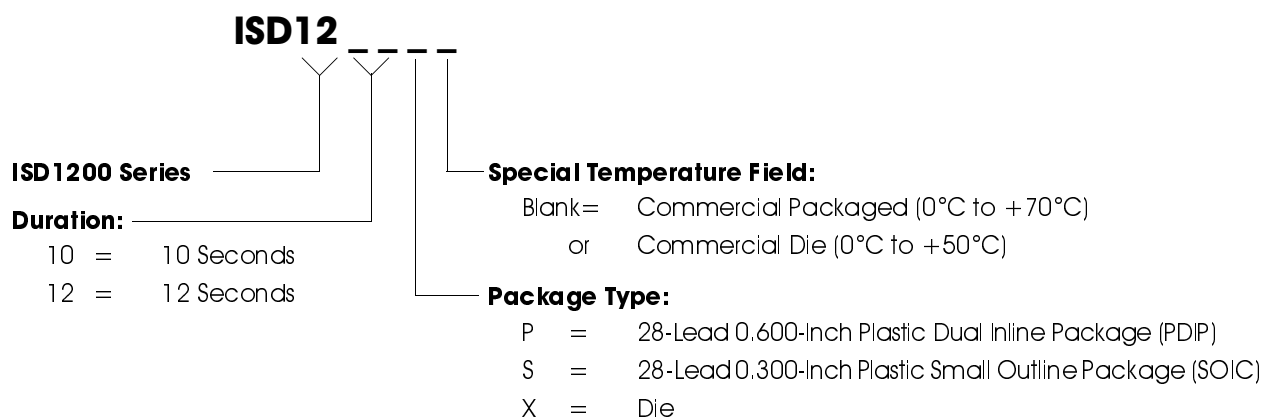 ISD12 _ _ _ _
ISD1200 Series
Duration:
10 = 10 Seconds
12 = 12 Seconds
Special Temperature Field:
Blank= Commercial Packaged (0°C to +70°C)
or Commercial Die (0°C to +50°C)
Package Type:
P = 28-Lead 0.600-Inch Plastic Dual Inline Package (PDIP)
S = 28-Lead 0.300-Inch Plastic Small Outline Package (SOIC)
X = Die